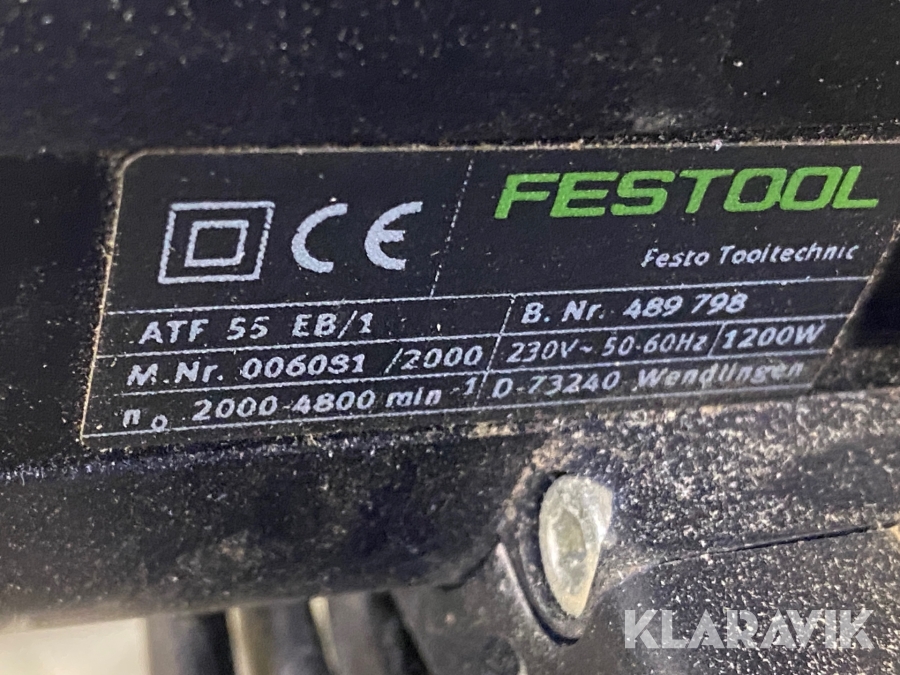 CE
FESTOOL
Festo Tooltechnic
ATF 55 EB/1
B. Nr. 489 798
M.Nr. 006031 /2000
230V~ 50-60Hz
1200W
n₀ 2000-4800 min⁻¹
D-73240 Wendlingen
KLARAVIK